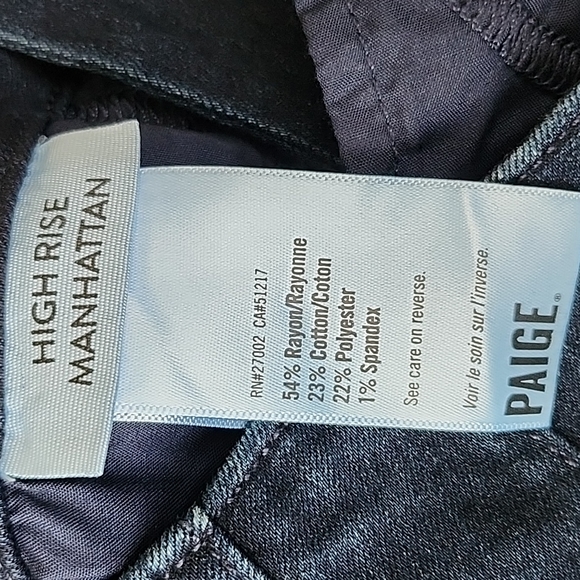 HIGH RISE
MANHATTAN
RN#27002 CA#51217
54% Rayon/Rayonne
23% Cotton/Coton
22% Polyester
1% Spandex
See care on reverse.
Voir le soin sur l'inverse.
PAIGE®